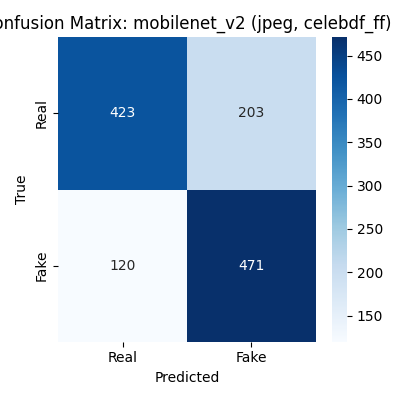 onfusion Matrix: mobilenet_v2 (jpeg, celebdf_ff)
450
400
350
300
250
200
150
True
Real
Fake
423
203
120
471
Real
Fake
Predicted